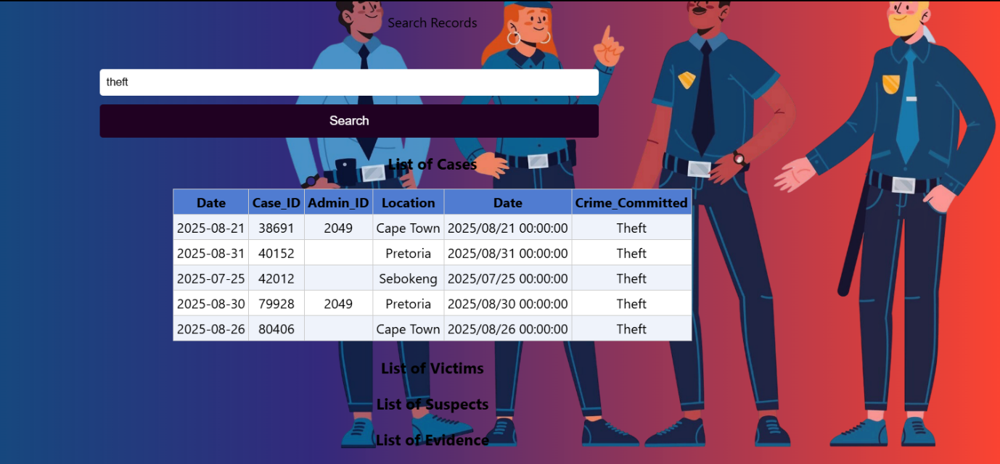 Search Records
theft
Search
List of Cases
Date Case_ID Admin_ID Location Date Crime_Committed
2025-08-21 38691 2049 Cape Town 2025/08/21 00:00:00 Theft
2025-08-31 40152 Pretoria 2025/08/31 00:00:00 Theft
2025-07-25 42012 Sebokeng 2025/07/25 00:00:00 Theft
2025-08-30 79928 2049 Pretoria 2025/08/30 00:00:00 Theft
2025-08-26 80406 Cape Town 2025/08/26 00:00:00 Theft
List of Victims
List of Suspects
List of Evidence